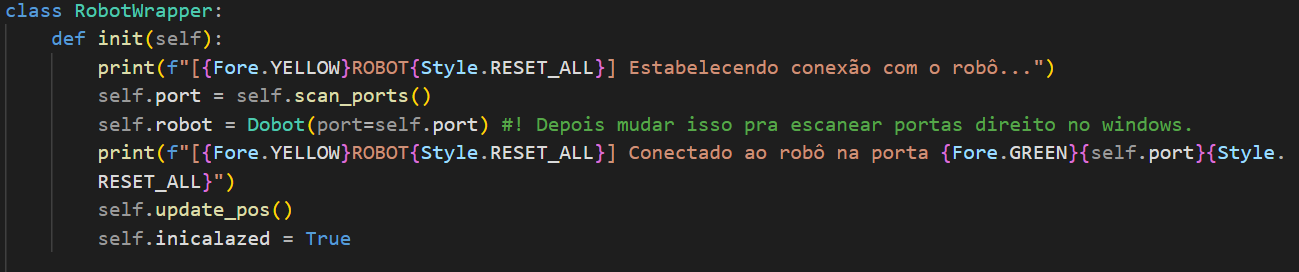 class RobotWrapper:
    def init(self):
        print(f"[{Fore.YELLOW}ROBOT{Style.RESET_ALL}] Estabelecendo conexão com o robô...")
        self.port = self.scan_ports()
        self.robot = Dobot(port=self.port) #! Depois mudar isso pra escanear portas direito no windows.
        print(f"[{Fore.YELLOW}ROBOT{Style.RESET_ALL}] Conectado ao robô na porta {Fore.GREEN}{self.port}{Style.
        RESET_ALL}")
        self.update_pos()
        self.inicalazed = True